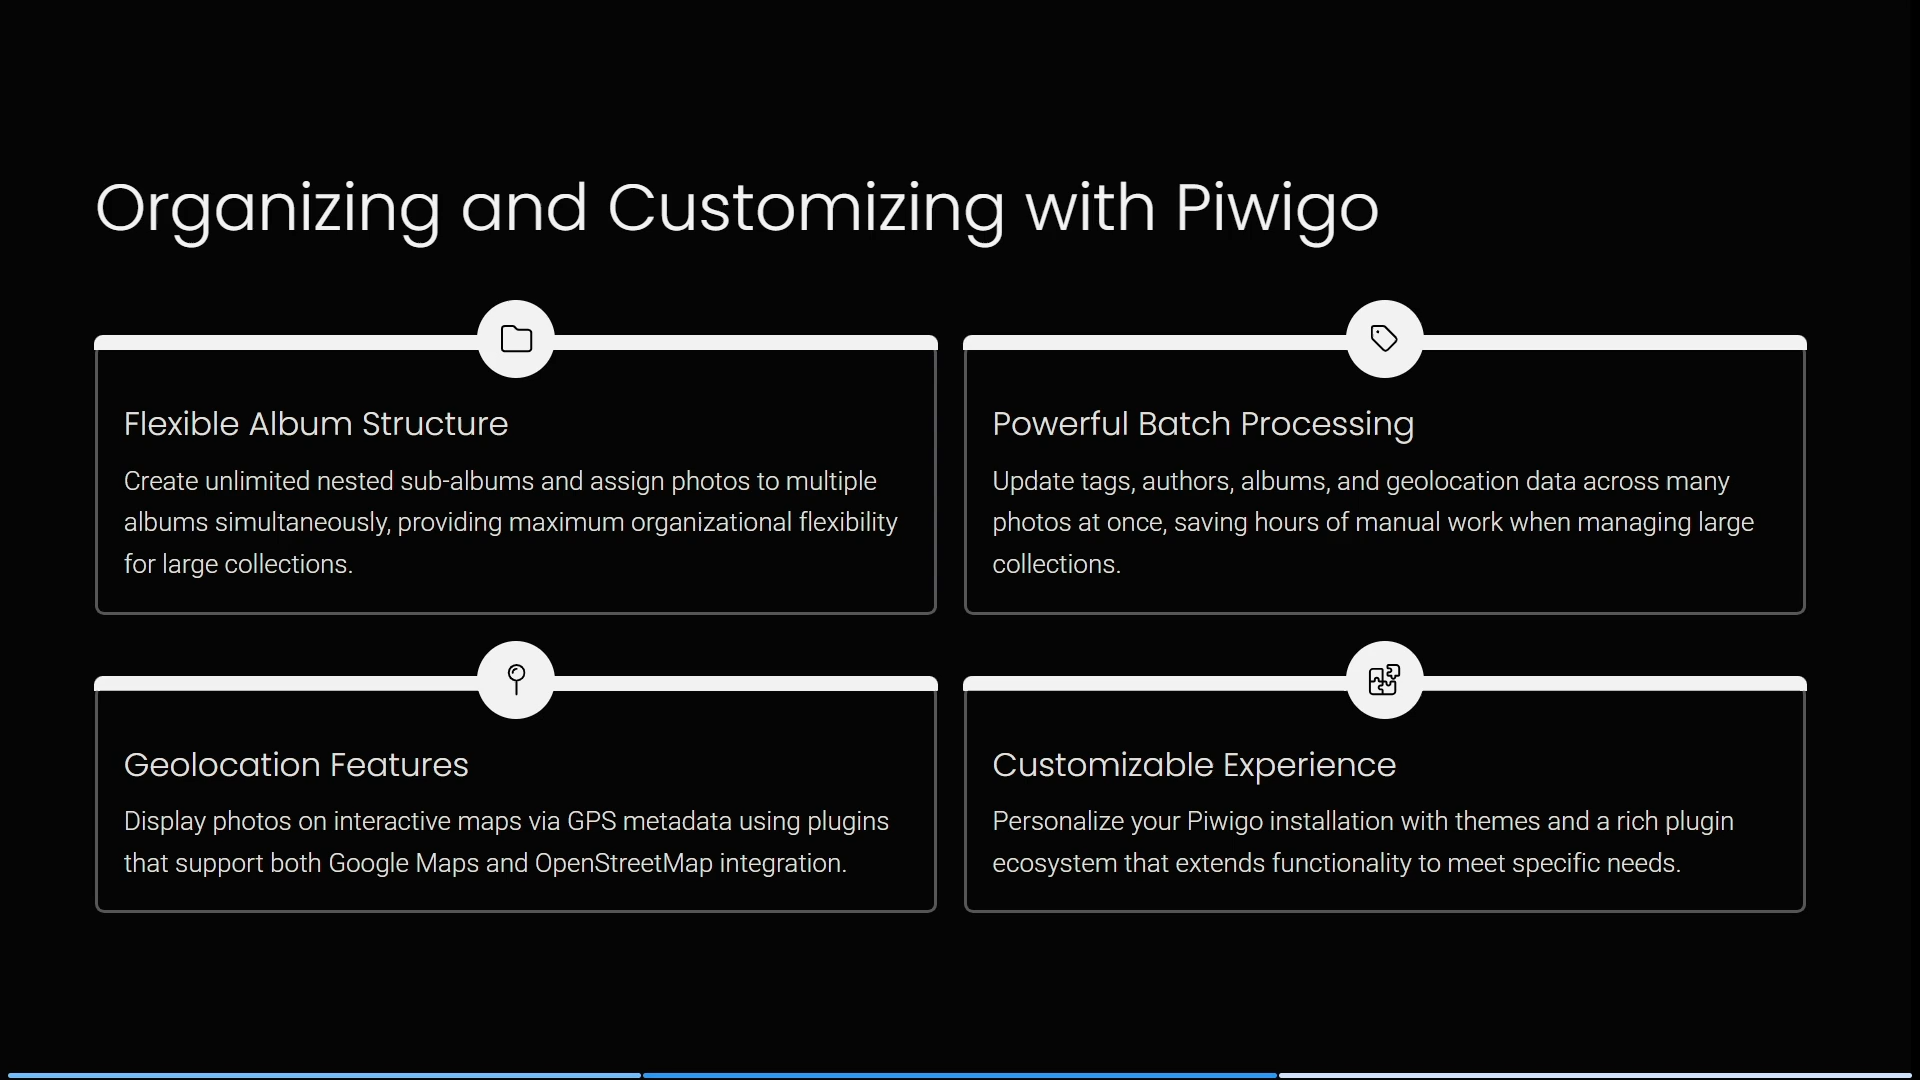 Organizing and Customizing with Piwigo
Flexible Album Structure
Create unlimited nested sub-albums and assign photos to multiple
albums simultaneously, providing maximum organizational flexibility
for large collections.
Powerful Batch Processing
Update tags, authors, albums, and geolocation data across many
photos at once, saving hours of manual work when managing large
collections.
Geolocation Features
Display photos on interactive maps via GPS metadata using plugins
that support both Google Maps and OpenStreetMap integration.
Customizable Experience
Personalize your Piwigo installation with themes and a rich plugin
ecosystem that extends functionality to meet specific needs.